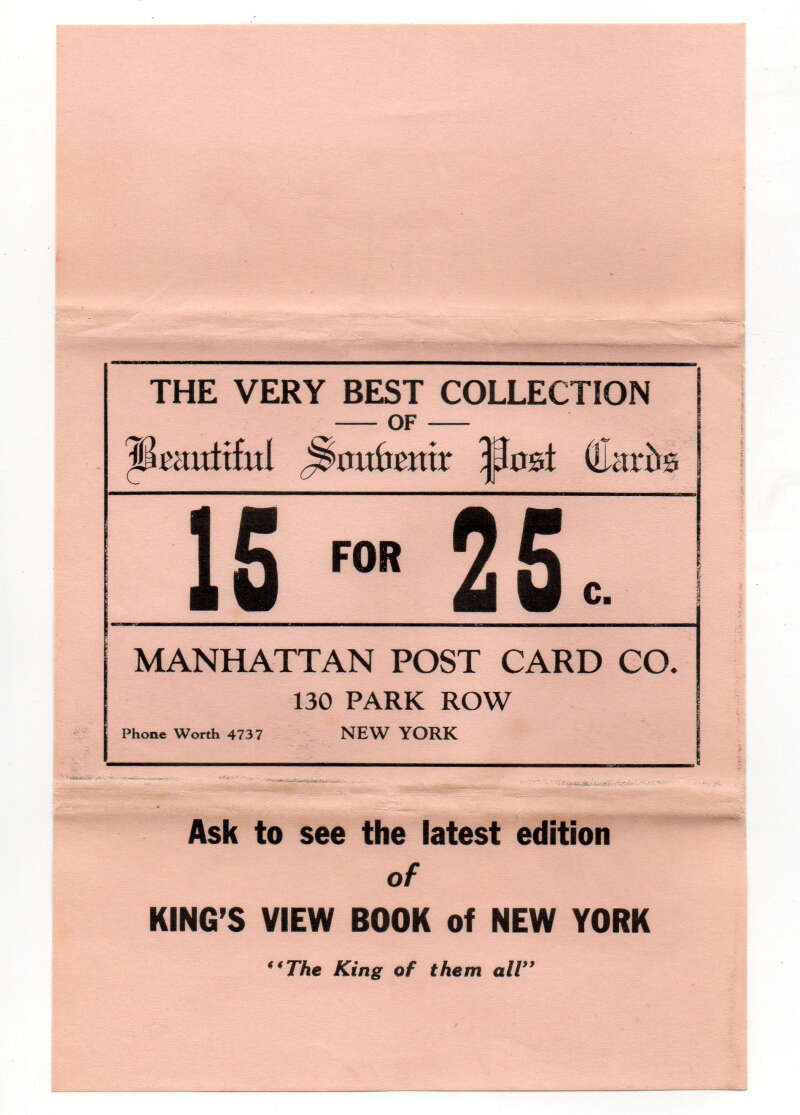 THE VERY BEST COLLECTION
OF
Beautiful Souvenir Post Cards
15 FOR 25 c.
MANHATTAN POST CARD CO.
130 PARK ROW
Phone Worth 4737 NEW YORK
Ask to see the latest edition
of
KING'S VIEW BOOK of NEW YORK
"The King of them all"